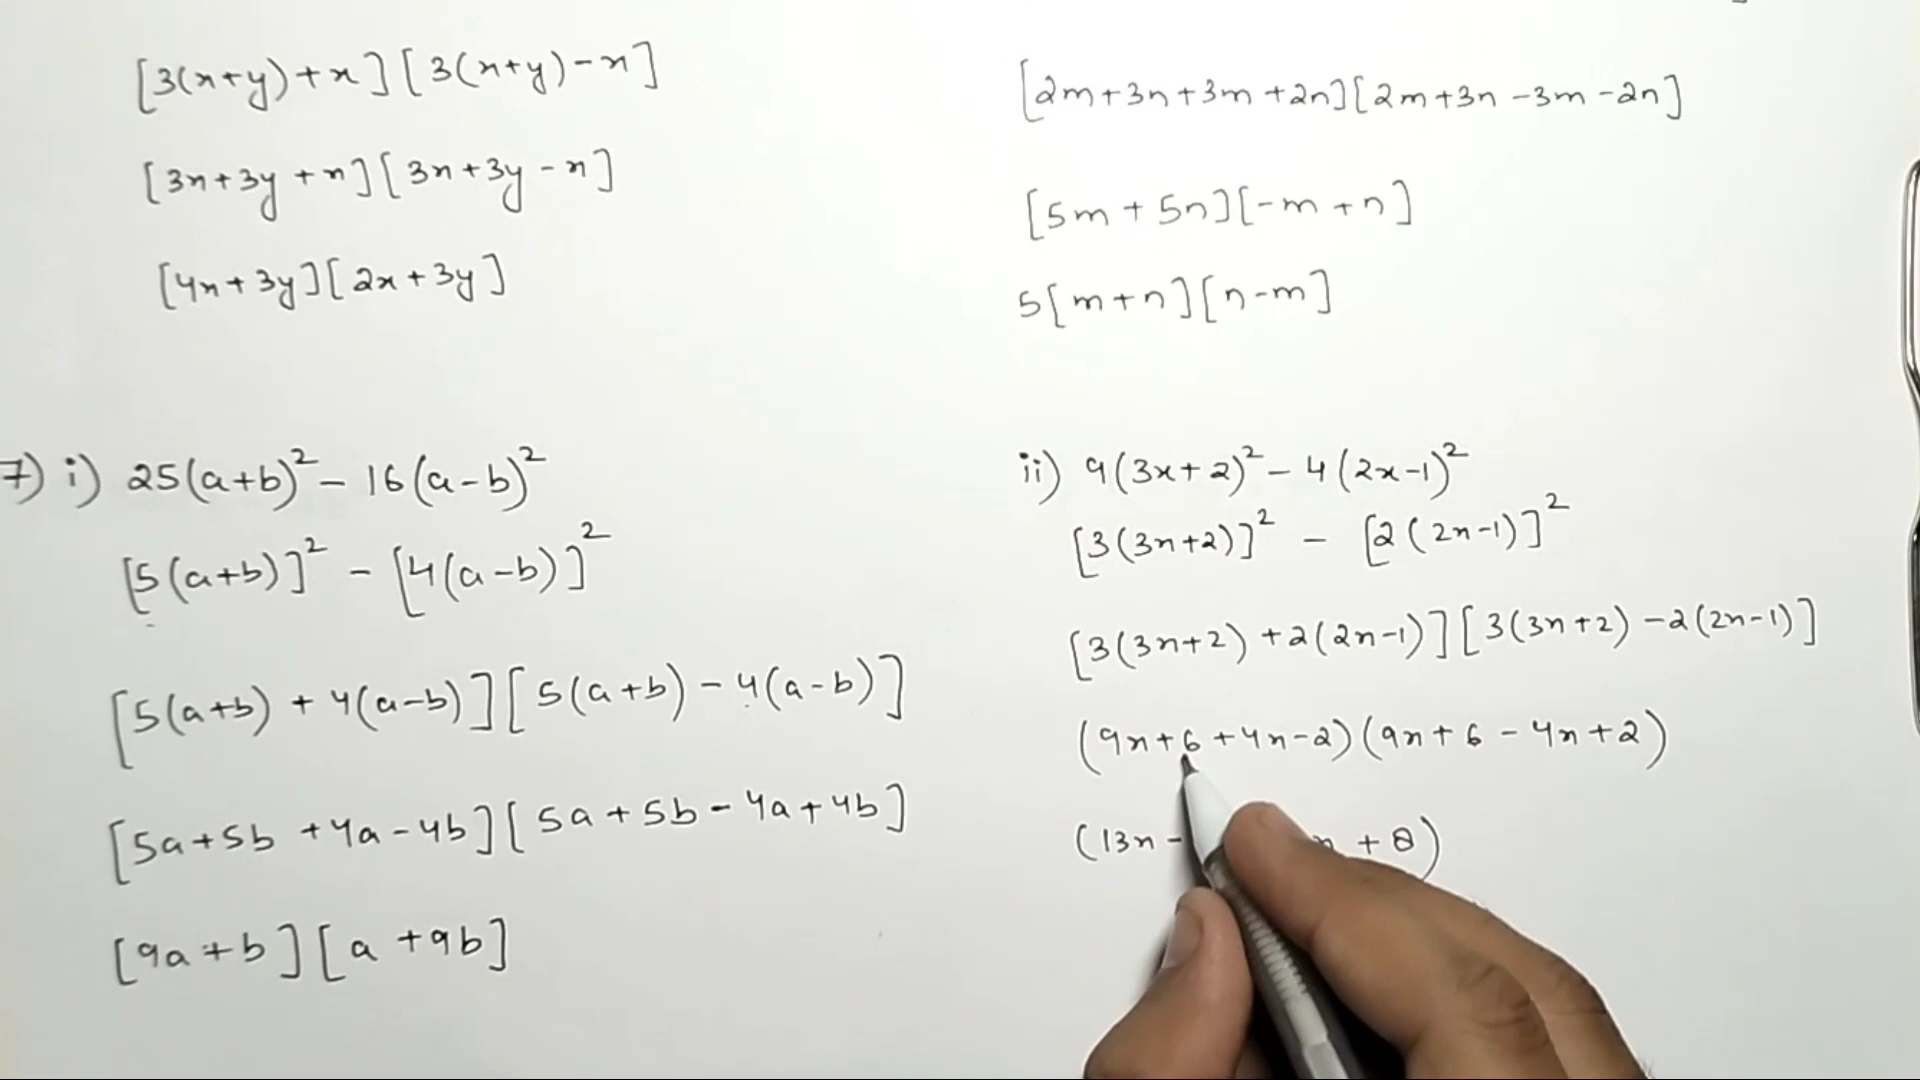 [3(x+y)+x][3(x+y)-x]
[3x+3y+x][3x+3y-x]
[4x+3y][2x+3y]
[2m+3n+3m+2n][2m+3n-3m-2n]
[5m+5n][-m+n]
5[m+n][n-m]
7) i) 25(a+b)² - 16(a-b)²
[5(a+b)]² - [4(a-b)]²
[5(a+b)+4(a-b)][5(a+b)-4(a-b)]
[5a+5b+4a-4b][5a+5b-4a+4b]
[9a+b][a+9b]
ii) 9(3x+2)² - 4(2x-1)²
[3(3x+2)]² - [2(2x-1)]²
[3(3x+2)+2(2x-1)][3(3x+2)-2(2x-1)]
(9x+6+4x-2)(9x+6-4x+2)
(13x - +8)